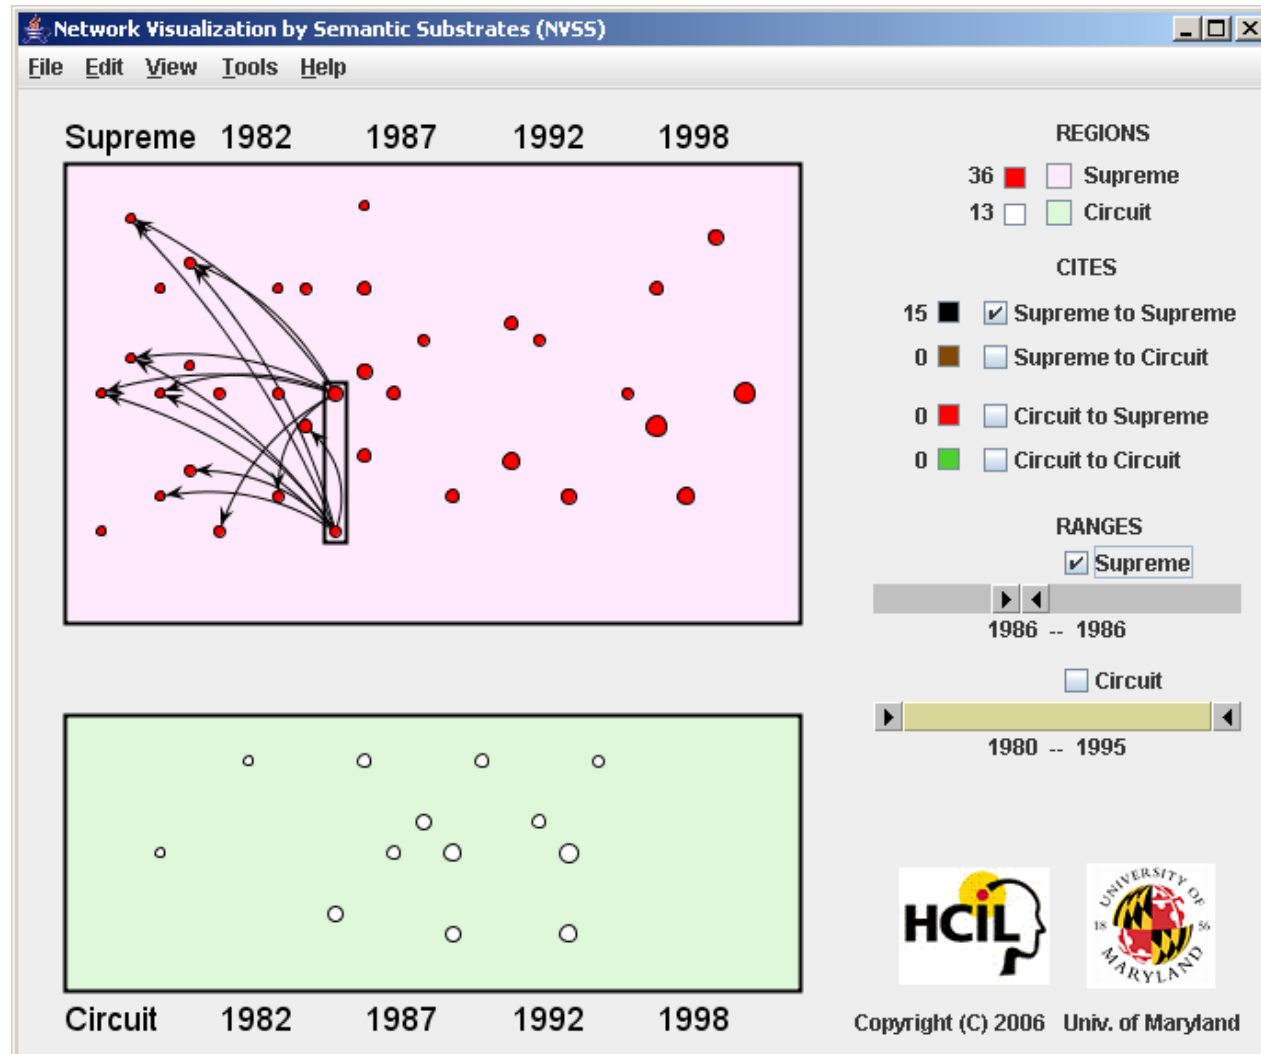 Network Visualization by Semantic Substrates (NVSS)
File Edit View Tools Help
Supreme 1982 1987 1992 1998
REGIONS
36 Supreme
13 Circuit
CITES
15 Supreme to Supreme
0 Supreme to Circuit
0 Circuit to Supreme
0 Circuit to Circuit
RANGES
Supreme
1986 -- 1986
Circuit
1980 -- 1995
HCIL
UNIVERSITY OF
18 56
MARYLAND
Circuit 1982 1987 1992 1998
Copyright (C) 2006 Univ. of Maryland